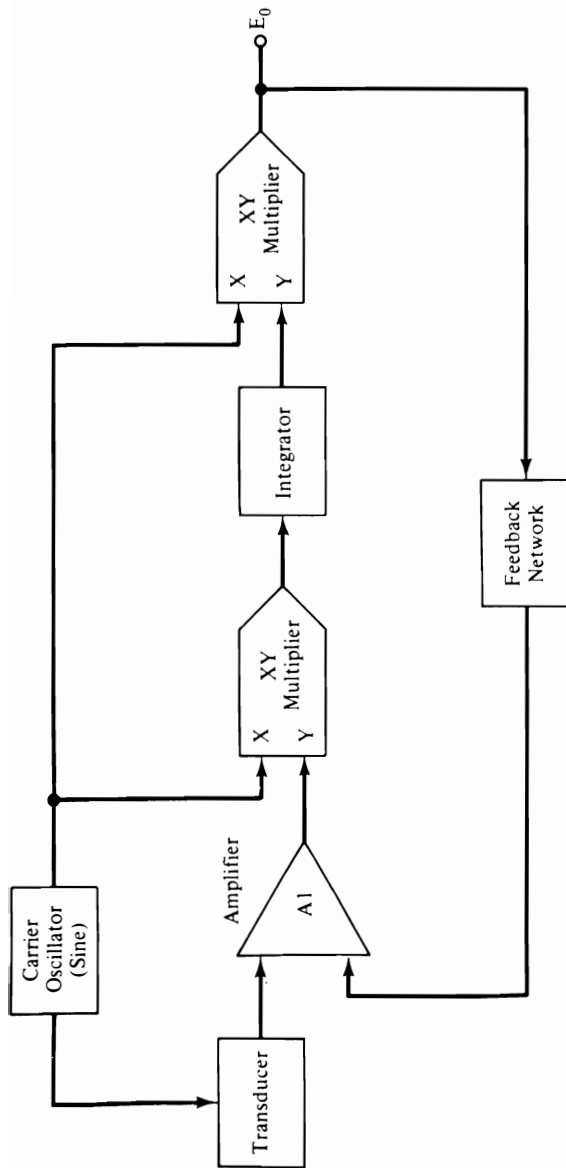 Carrier
Oscillator
(Sine)
Transducer
Amplifier
A1
X
Y
XY
Multiplier
Integrator
X
Y
XY
Multiplier
E0
Feedback
Network